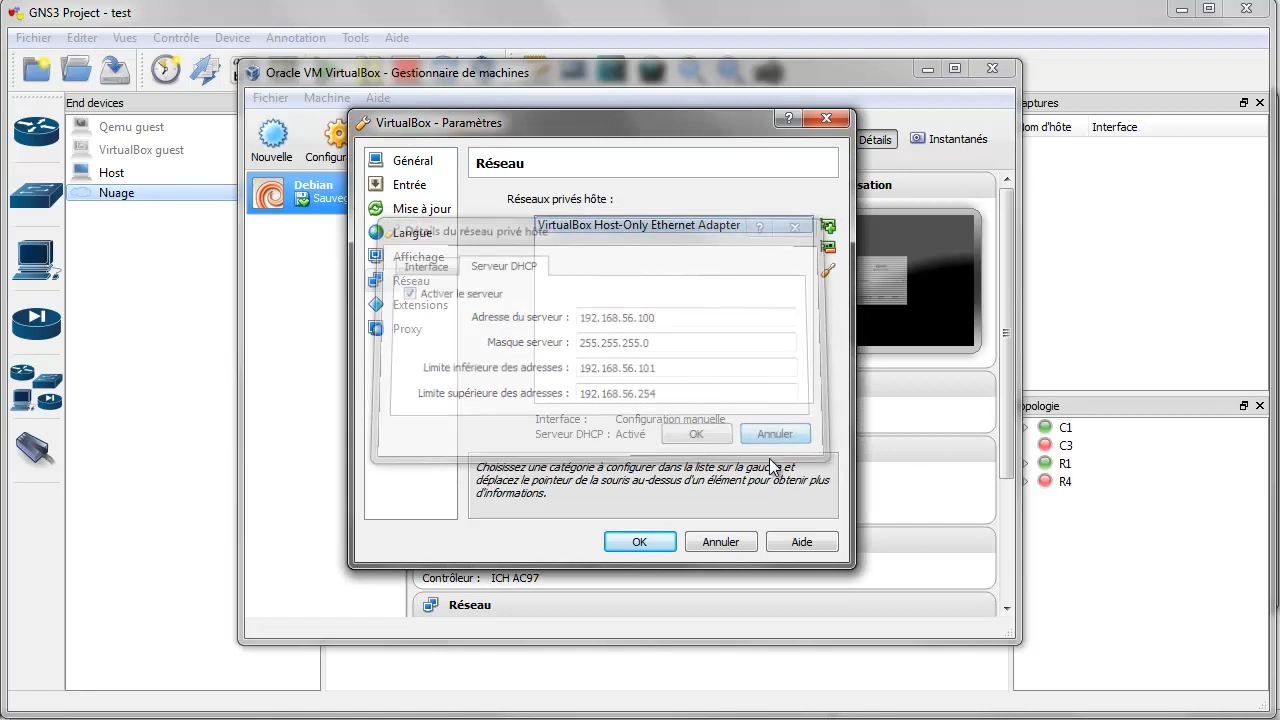 GNS3 Project - test
Fichier Editer Vues Contrôle Device Annotation Tools Aide
End devices
Qemu guest
VirtualBox guest
Host
Nuage
Oracle VM VirtualBox - Gestionnaire de machines
Fichier Machine Aide
Nouvelle Configur
Détails Instantanés
Debian
Sauve
sation
VirtualBox - Paramètres
Général
Entrée
Mise à jour
Langue
Affichage
Réseau
Extensions
Proxy
Réseau
Réseaux privés hôte :
VirtualBox Host-Only Ethernet Adapter
Détails du réseau privé hôte
Interface Serveur DHCP
Activer le serveur
Adresse du serveur : 192.168.56.100
Masque serveur : 255.255.255.0
Limite inférieure des adresses : 192.168.56.101
Limite supérieure des adresses : 192.168.56.254
Interface : Configuration manuelle
Serveur DHCP : Activé
OK Annuler
Choisissez une catégorie à configurer dans la liste sur la gauche et
déplacez le pointeur de la souris au-dessus d'un élément pour obtenir plus
d'informations.
OK Annuler Aide
Contrôleur : ICH AC97
Réseau
aptures
lom d'hôte Interface
opologie
C1
C3
R1
R4